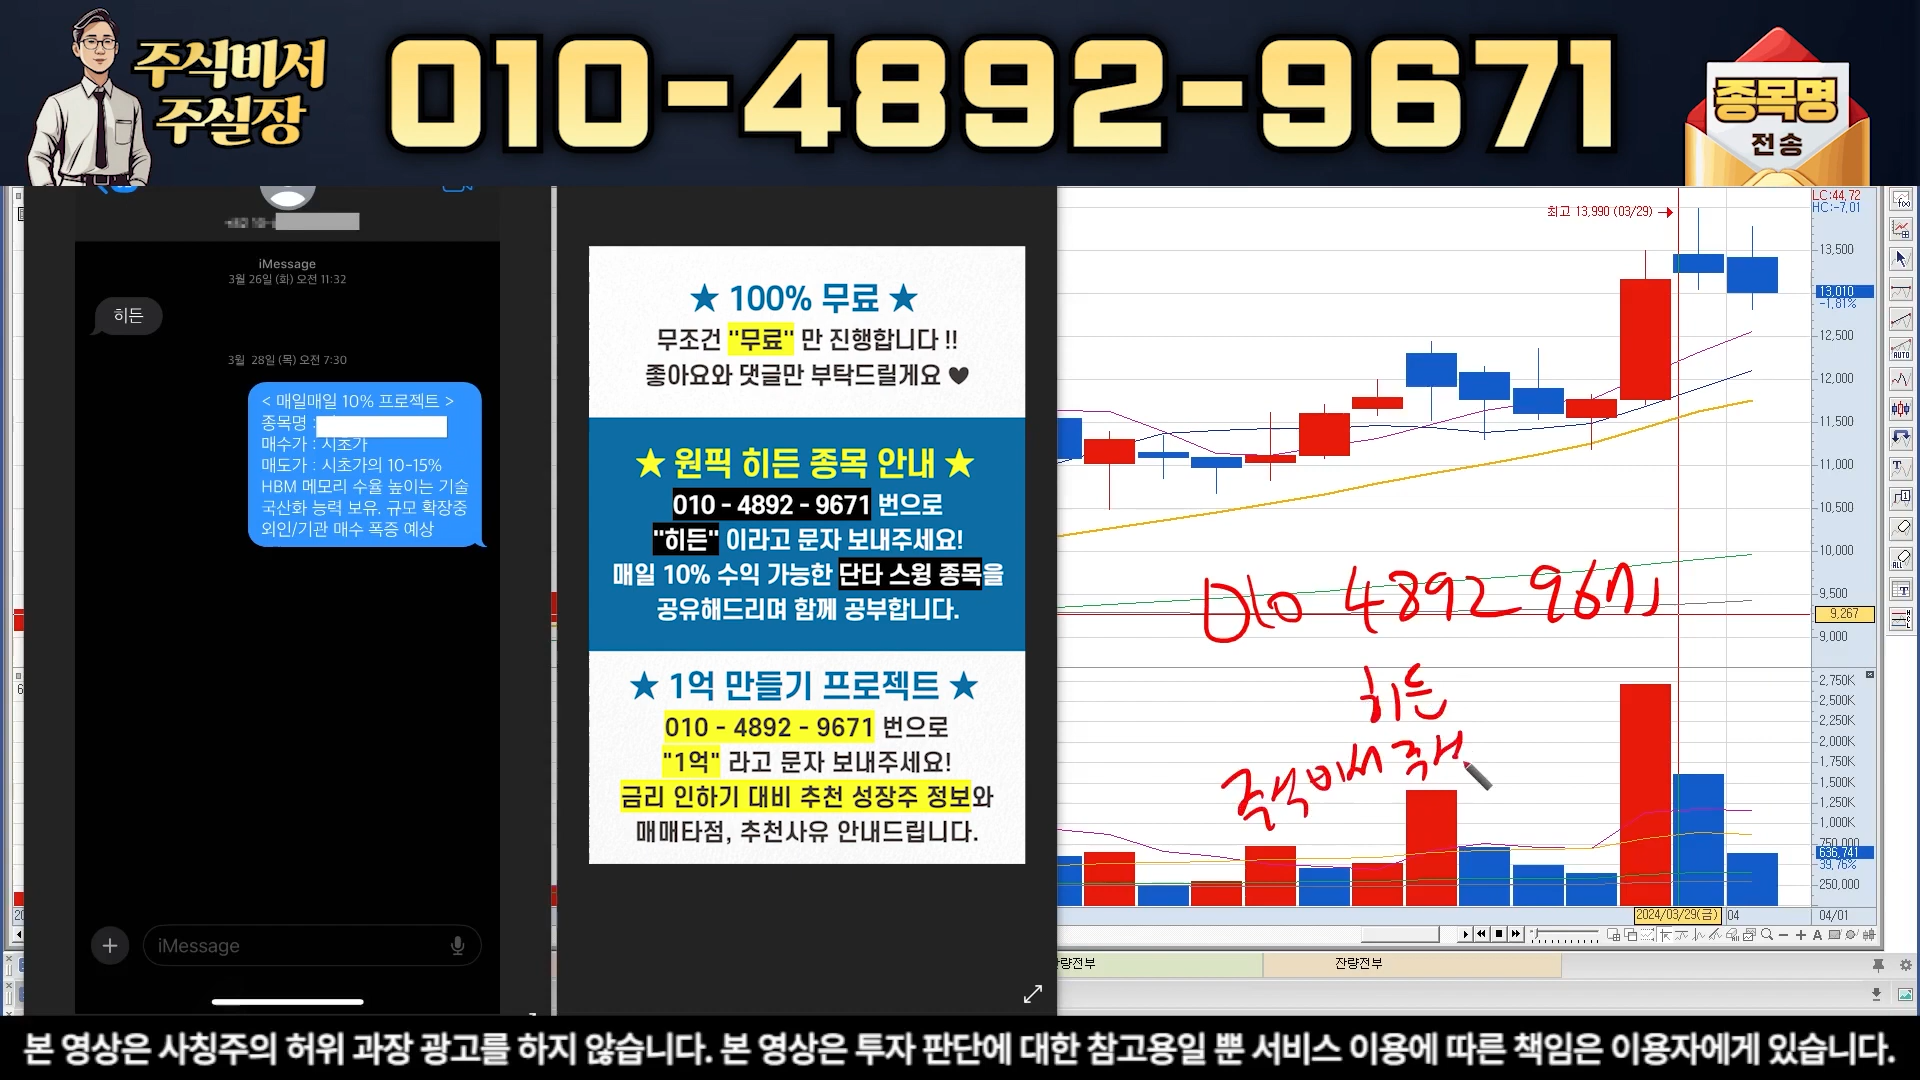 주식비서
주실장
010-4892-9671
종목명
전송
iMessage
3월 26일 (화) 오전 11:32
히든
3월 28일 (목) 오전 7:30
< 매일매일 10% 프로젝트 >
종목명 :
매수가 : 시초가
매도가 : 시초가의 10-15%
HBM 메모리 수율 높이는 기술
국산화 능력 보유. 규모 확장중
외인/기관 매수 폭증 예상
iMessage
★ 100% 무료 ★
무조건 "무료" 만 진행합니다 !!
좋아요와 댓글만 부탁드릴게요 ♥
★ 원픽 히든 종목 안내 ★
010 - 4892 - 9671 번으로
"히든" 이라고 문자 보내주세요!
매일 10% 수익 가능한 단타 스윙 종목을
공유해드리며 함께 공부합니다.
★ 1억 만들기 프로젝트 ★
010 - 4892 - 9671 번으로
"1억" 라고 문자 보내주세요!
금리 인하기 대비 추천 성장주 정보와
매매타점, 추천사유 안내드립니다.
최고 13,990 (03/29) →
LC:44,72
HC:-7,01
13,500
13,010
-1,81%
12,500
12,000
11,500
11,000
10,500
10,000
9,500
9,267
9,000
010 4892 9671
히든
주식비서
2,750K
2,500K
2,250K
2,000K
1,750K
1,500K
1,250K
1,000K
750,000
636,741
39,76%
250,000
2024/03/29(금)
04
04/01
잔량전부
잔량전부
본 영상은 사칭주의 허위 과장 광고를 하지 않습니다. 본 영상은 투자 판단에 대한 참고용일 뿐 서비스 이용에 따른 책임은 이용자에게 있습니다.